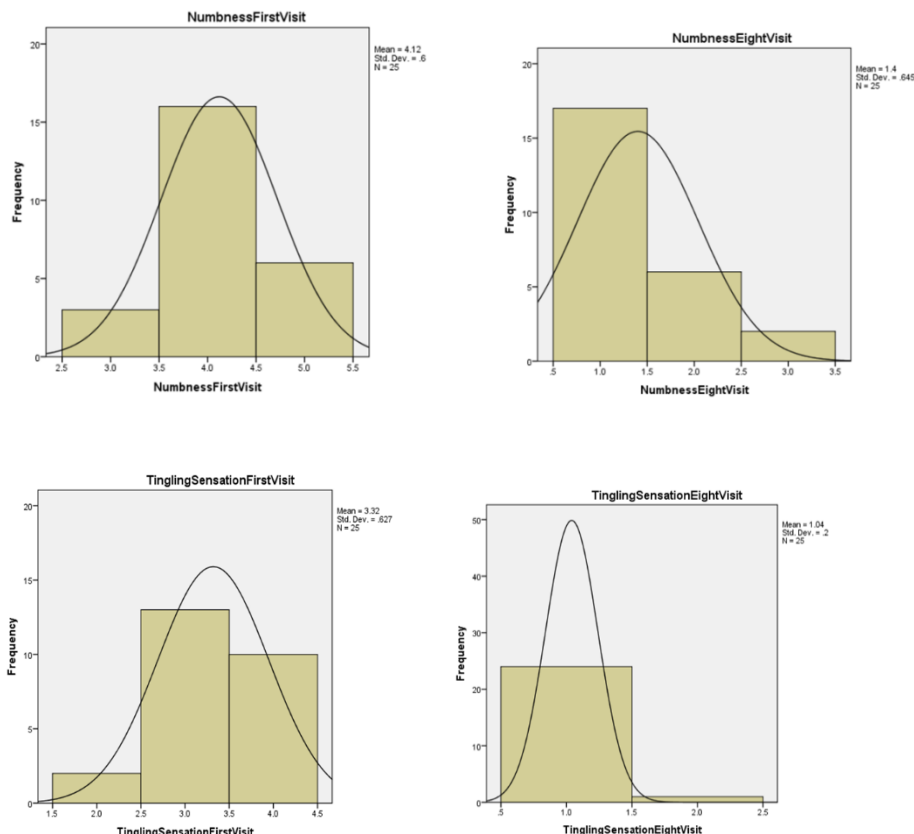 NumbnessFirstVisit
Mean = 4.12
Std. Dev. = .6
N = 25
20
15
10
5
0
Frequency
2.5 3.0 3.5 4.0 4.5 5.0 5.5
NumbnessFirstVisit
NumbnessEightVisit
Mean = 1.4
Std. Dev. = .645
N = 25
20
15
10
5
0
Frequency
.5 1.0 1.5 2.0 2.5 3.0 3.5
NumbnessEightVisit
TinglingSensationFirstVisit
Mean = 3.32
Std. Dev. = .627
N = 25
20
15
10
5
0
Frequency
1.5 2.0 2.5 3.0 3.5 4.0 4.5
TinglingSensationFirstVisit
TinglingSensationEightVisit
Mean = 1.04
Std. Dev. = .2
N = 25
50
40
30
20
10
0
Frequency
.5 1.0 1.5 2.0 2.5
TinglingSensationEightVisit